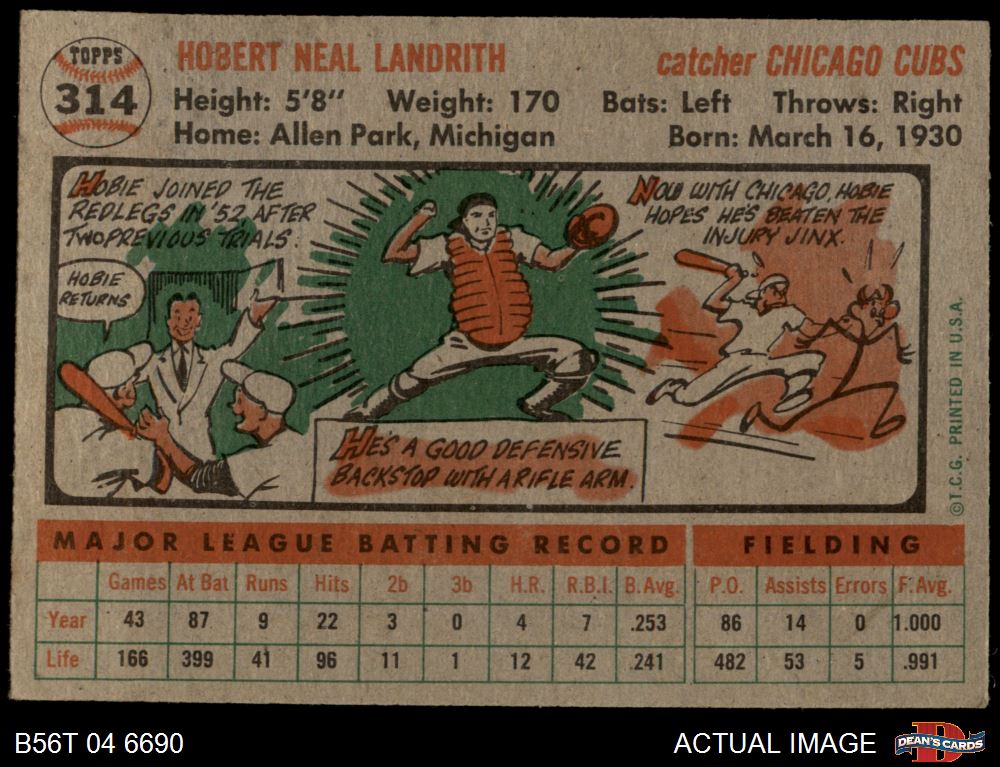 TOPPS
314
HOBERT NEAL LANDRITH
catcher CHICAGO CUBS
Height: 5'8" Weight: 170 Bats: Left Throws: Right
Home: Allen Park, Michigan Born: March 16, 1930
HOBIE JOINED THE
REDLEGS IN '52 AFTER
TWO PREVIOUS TRIALS.
HOBIE
RETURNS
HE'S A GOOD DEFENSIVE
BACKSTOP WITH A RIFLE ARM.
NOW WITH CHICAGO, HOBIE
HOPES HE'S BEATEN THE
INJURY JINX.
©T.C.G. PRINTED IN U.S.A.
MAJOR LEAGUE BATTING RECORD FIELDING
Games At Bat Runs Hits 2b 3b H.R. R.B.I. B.Avg. P.O. Assists Errors F.Avg.
Year 43 87 9 22 3 0 4 7 .253 86 14 0 1.000
Life 166 399 41 96 11 1 12 42 .241 482 53 5 .991
B56T 04 6690
ACTUAL IMAGE
D
DEAN'S CARDS